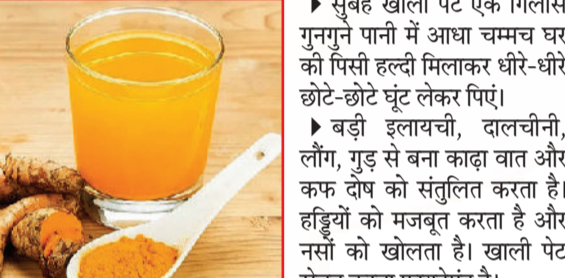 ▶ सुबह खाली पेट एक गिलास
गुनगुने पानी में आधा चम्मच घर
की पिसी हल्दी मिलाकर धीरे-धीरे
छोटे-छोटे घूंट लेकर पिएं।
▶ बड़ी इलायची, दालचीनी,
लौंग, गुड़ से बना काढ़ा वात और
कफ दोष को संतुलित करता है।
हड्डियों को मजबूत करता है और
नसों को खोलता है। खाली पेट